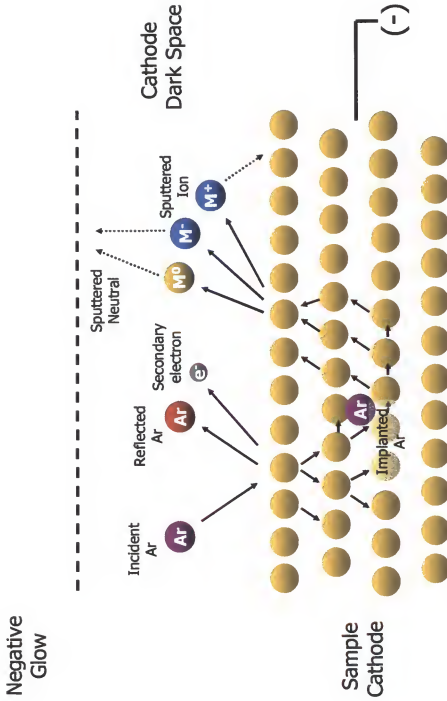 Negative
Glow
Cathode
Dark Space
Sputtered
Neutral
Sputtered
Ion
Secondary
electron
Reflected
Ar
Incident
Ar
Ar
Ar
e-
M⁰
M-
M+
Ar
Implanted
Ar
Sample
Cathode
(-)